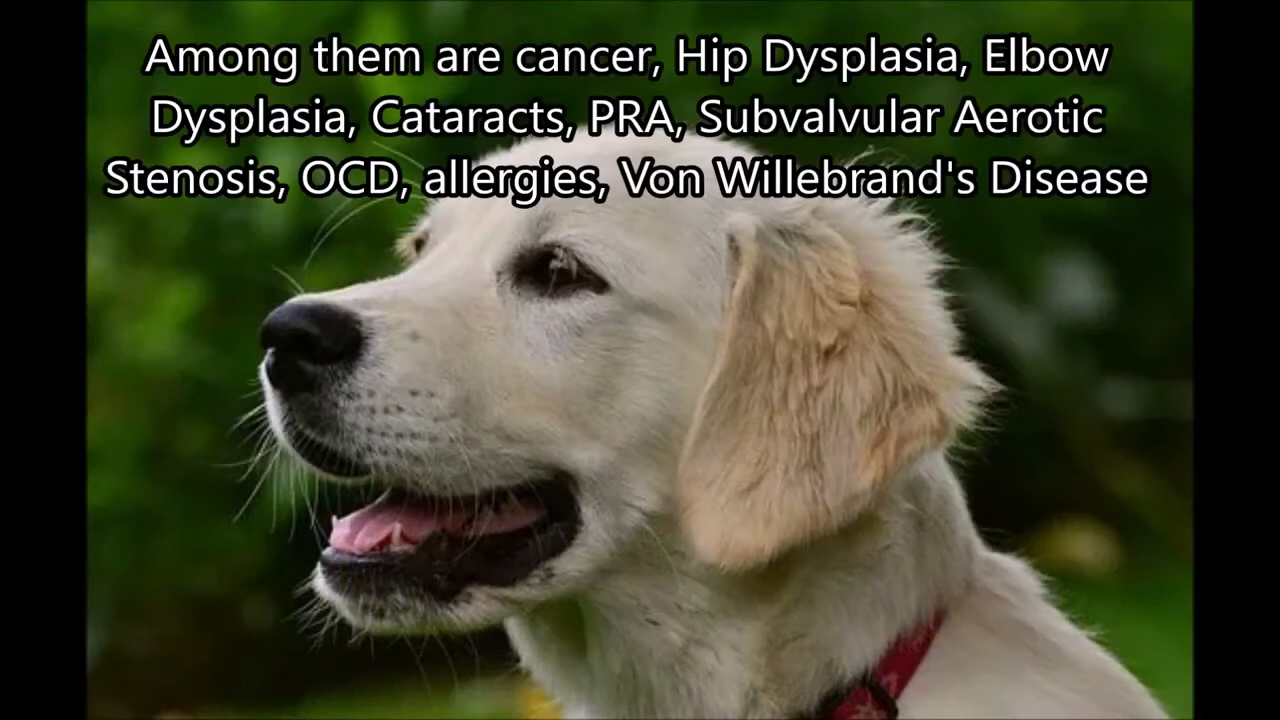 Among them are cancer, Hip Dysplasia, Elbow
Dysplasia, Cataracts, PRA, Subvalvular Aerotic
Stenosis, OCD, allergies, Von Willebrand's Disease